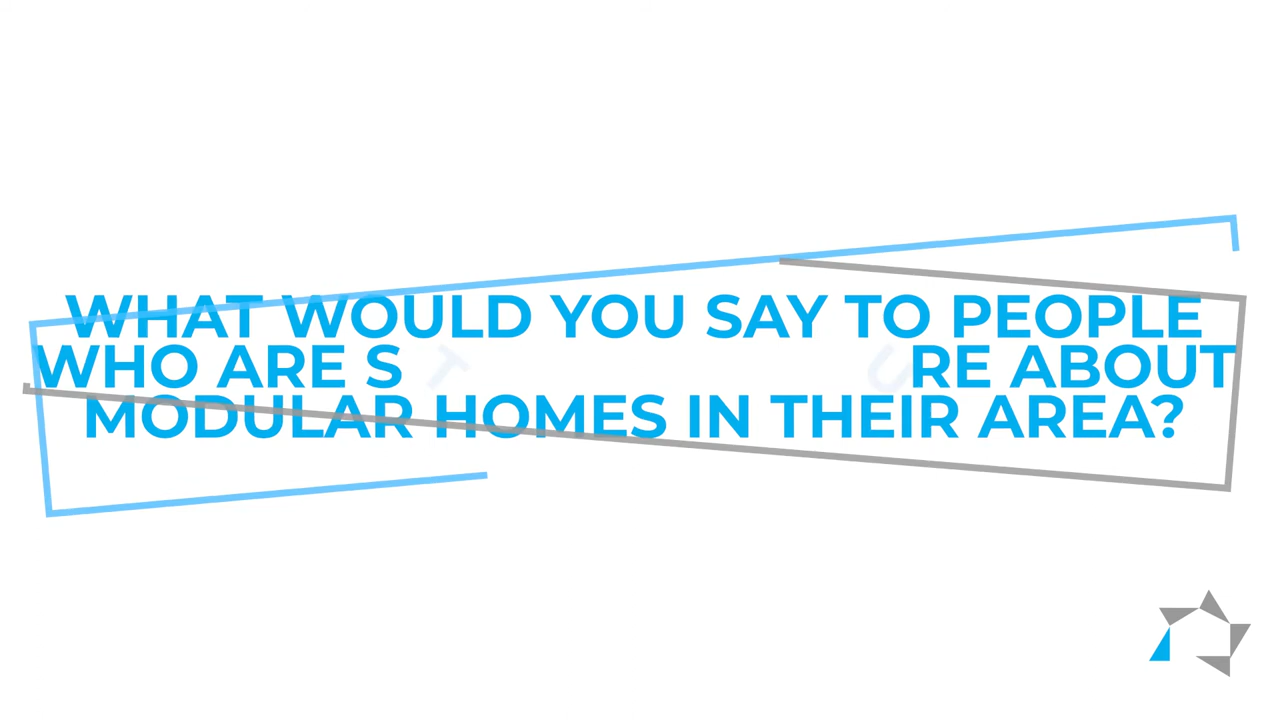 WHAT WOULD YOU SAY TO PEOPLE
WHO ARE S T U RE ABOUT
MODULAR HOMES IN THEIR AREA?